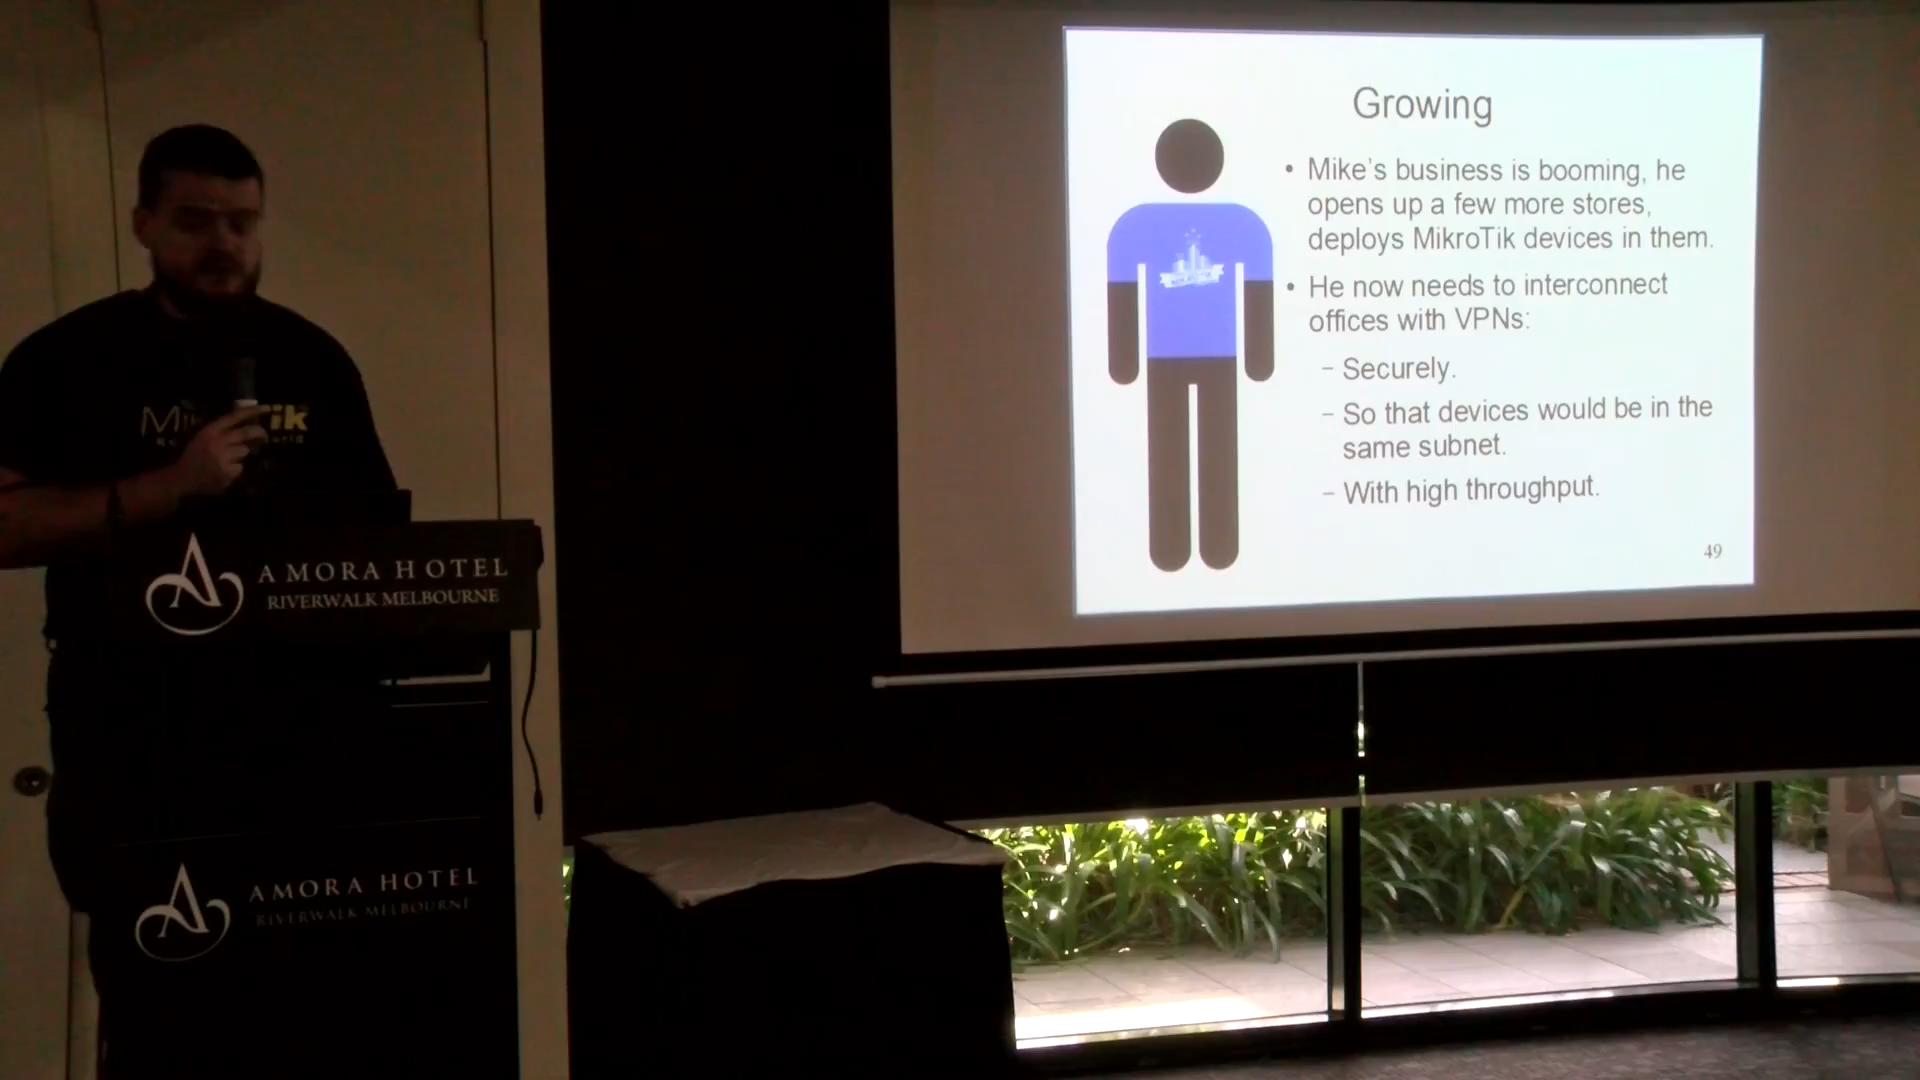 Growing
• Mike's business is booming, he
opens up a few more stores,
deploys MikroTik devices in them.
• He now needs to interconnect
offices with VPNs:
– Securely.
– So that devices would be in the
same subnet.
– With high throughput.
49
AMORA HOTEL
RIVERWALK MELBOURNE
AMORA HOTEL
RIVERWALK MELBOURNE